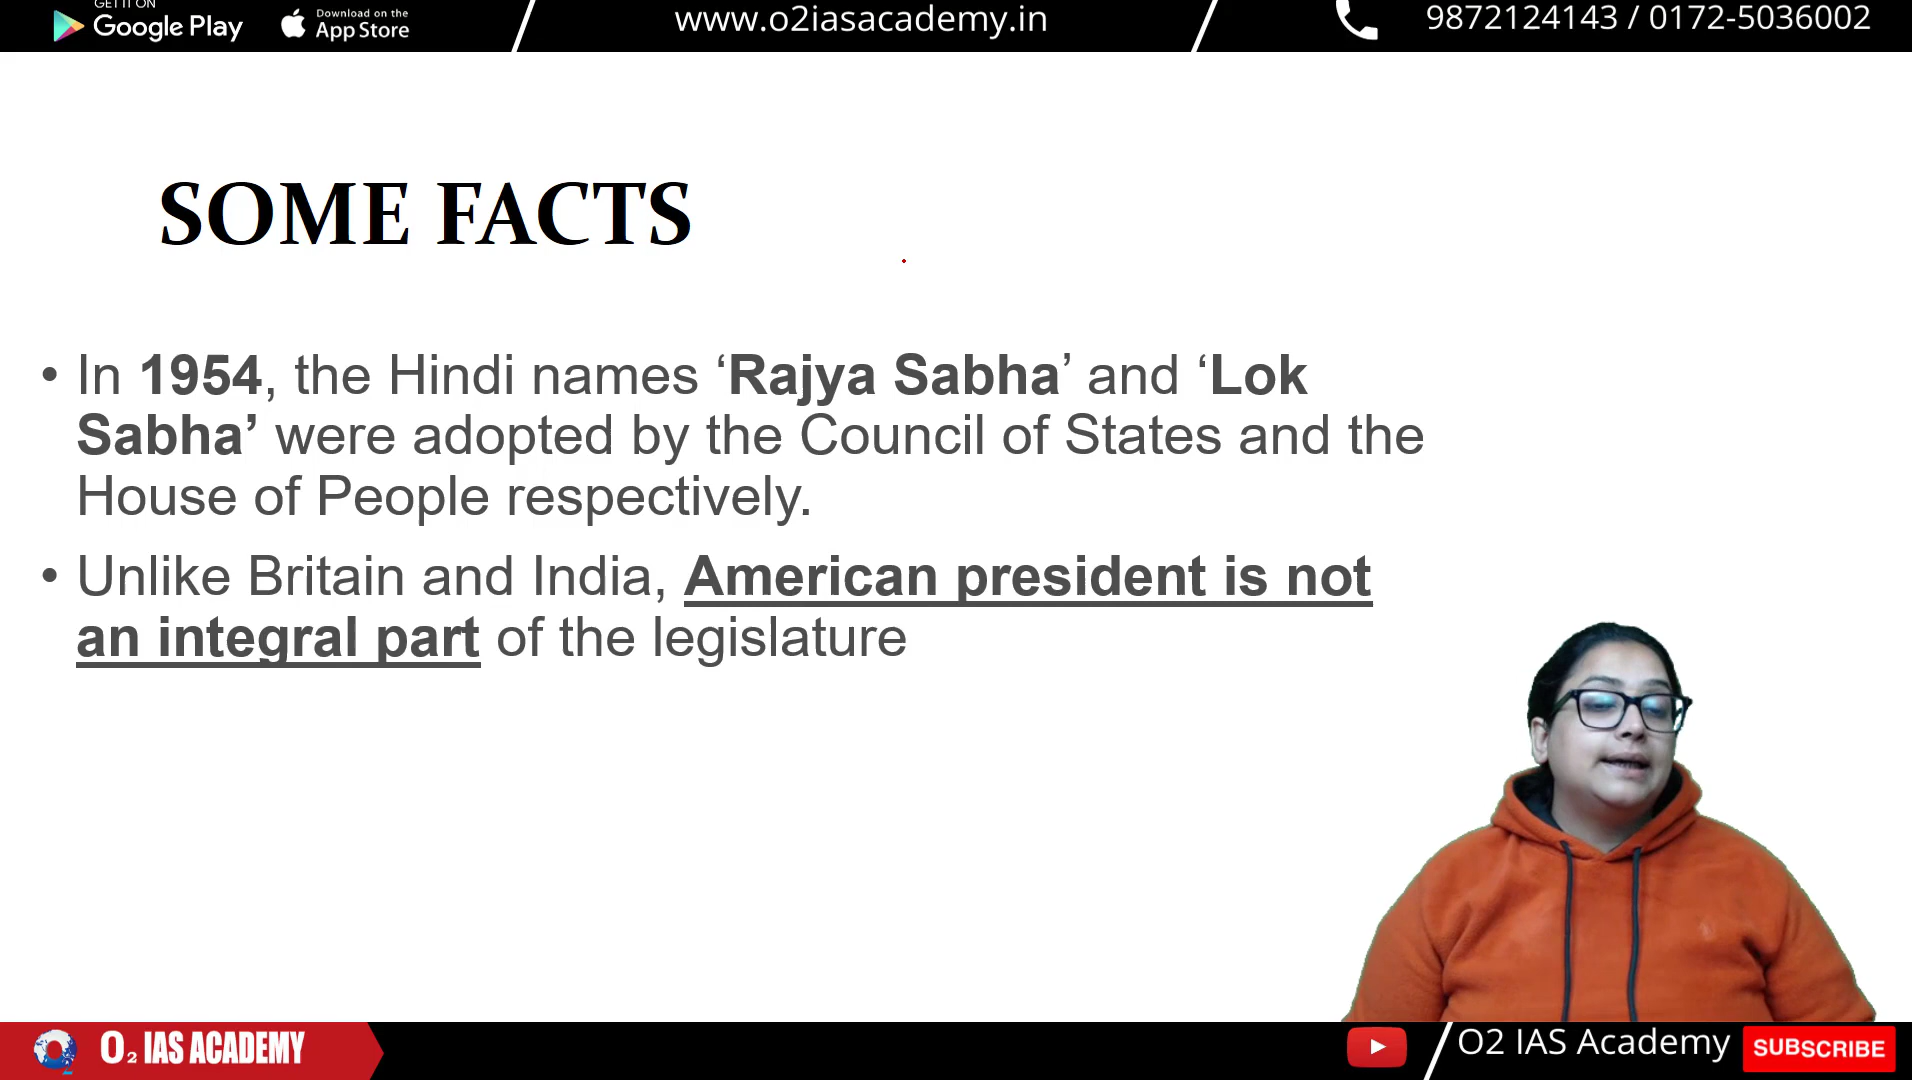 GET IT ON
Google Play
Download on the
App Store
www.o2iasacademy.in
9872124143 / 0172-5036002
SOME FACTS
• In 1954, the Hindi names ‘Rajya Sabha’ and ‘Lok
Sabha’ were adopted by the Council of States and the
House of People respectively.
• Unlike Britain and India, American president is not
an integral part of the legislature
O2 IAS ACADEMY
O2 IAS Academy
SUBSCRIBE